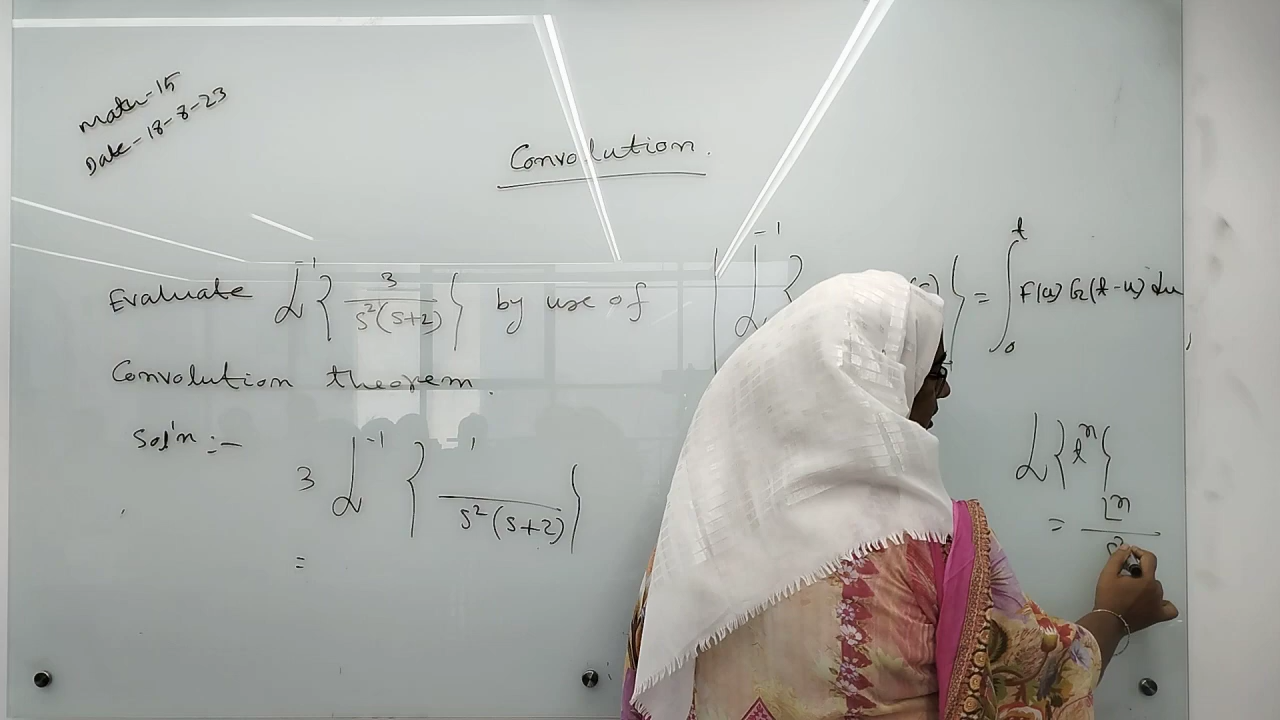 Math-15
Date-18-8-23
Convolution.
Evaluate ℒ⁻¹ { 3 / s²(s+2) } by use of
Convolution theorem.
ℒ⁻¹ { } = ∫₀ᵗ F(u) G(t-u) du
Sol'n :-
3 ℒ⁻¹ { 1 / s²(s+2) }
=
ℒ { tⁿ }
= ∟n /